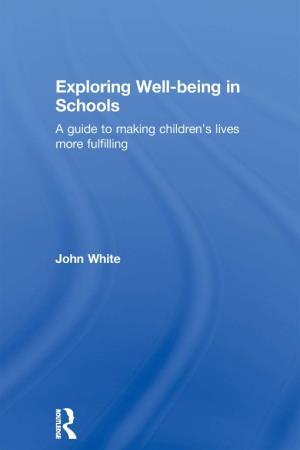 Exploring Well-being in
Schools
A guide to making children's lives
more fulfilling
John White
ROUTLEDGE